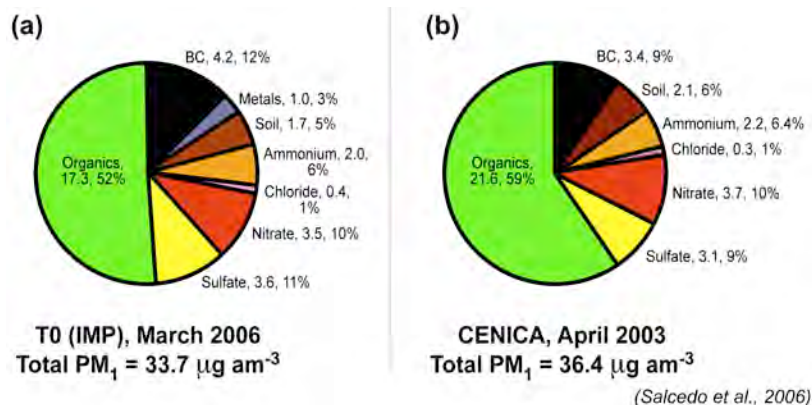 (a)
BC, 4.2, 12%
Metals, 1.0, 3%
Soil, 1.7, 5%
Ammonium, 2.0,
6%
Chloride, 0.4,
1%
Nitrate, 3.5, 10%
Sulfate, 3.6, 11%
Organics,
17.3, 52%
T0 (IMP), March 2006
Total PM₁ = 33.7 µg am⁻³
(b)
BC, 3.4, 9%
Soil, 2.1, 6%
Ammonium, 2.2, 6.4%
Chloride, 0.3, 1%
Nitrate, 3.7, 10%
Sulfate, 3.1, 9%
Organics,
21.6, 59%
CENICA, April 2003
Total PM₁ = 36.4 µg am⁻³
(Salcedo et al., 2006)